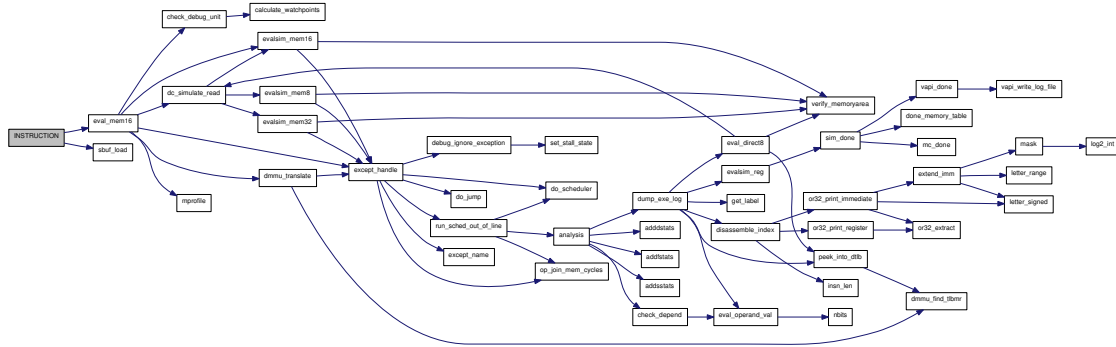 INSTRUCTION
eval_mem16
sbuf_load
check_debug_unit
calculate_watchpoints
dc_simulate_read
dmmu_translate
mprofile
evalsim_mem16
evalsim_mem8
evalsim_mem32
except_handle
debug_ignore_exception
set_stall_state
do_jump
do_scheduler
run_sched_out_of_line
except_name
op_join_mem_cycles
analysis
dump_exe_log
adddstats
addfstats
addsstats
check_depend
eval_direct8
evalsim_reg
get_label
disassemble_index
eval_operand_val
verify_memoryarea
sim_done
or32_print_immediate
or32_print_register
peek_into_dtlb
insn_len
nbits
vapi_done
vapi_write_log_file
done_memory_table
mc_done
extend_imm
or32_extract
dmmu_find_tlbmr
mask
log2_int
letter_range
letter_signed